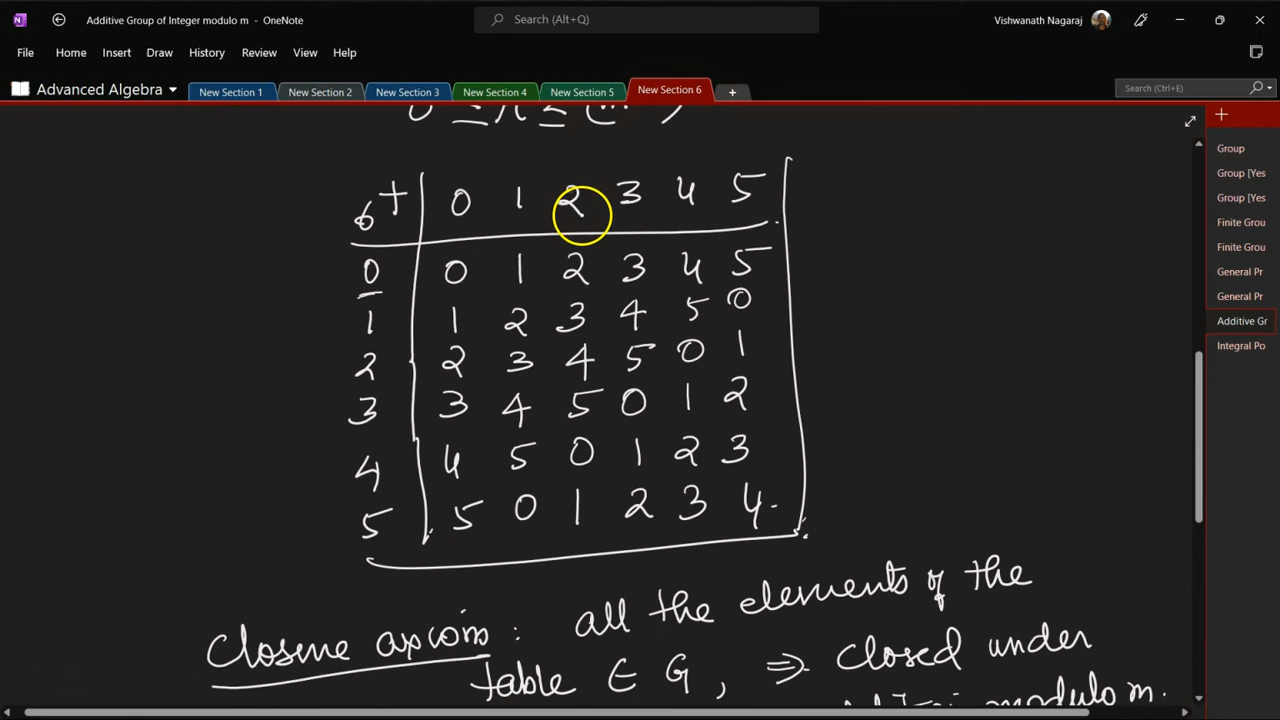 Additive Group of Integer modulo m - OneNote
Search (Alt+Q)
Vishwanath Nagaraj
File Home Insert Draw History Review View Help
Advanced Algebra
New Section 1 New Section 2 New Section 3 New Section 4 New Section 5 New Section 6
Search (Ctrl+E)
6+ 0 1 2 3 4 5
0 0 1 2 3 4 5
1 1 2 3 4 5 0
2 2 3 4 5 0 1
3 3 4 5 0 1 2
4 4 5 0 1 2 3
5 5 0 1 2 3 4.
Closure axiom : all the elements of the
table ∈ G, ⇒ closed under
modulo m.
Group
Group [Yes
Group [Yes
Finite Grou
Finite Grou
General Pr
General Pr
Additive Gr
Integral Po